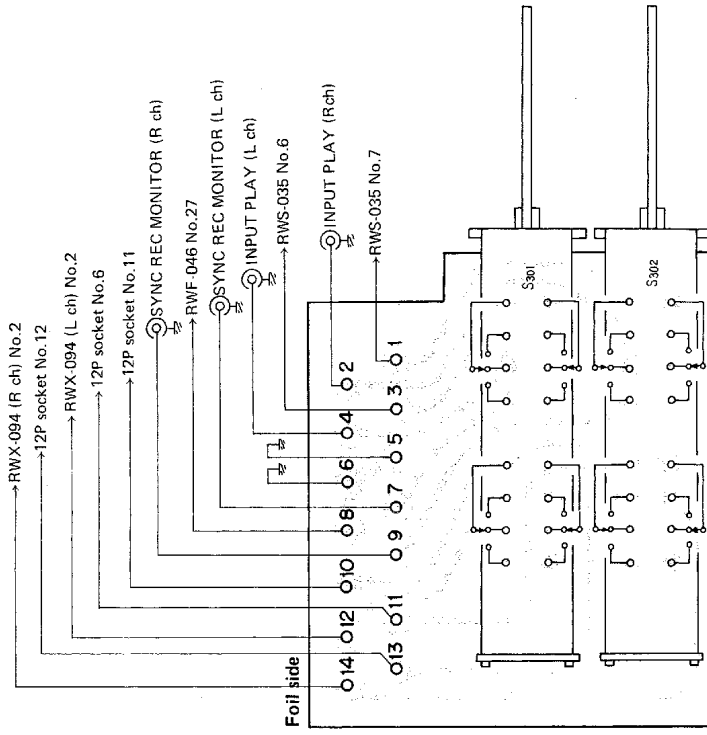 RWX-094 (R ch) No.2
12P socket No.12
RWX-094 (L ch) No.2
12P socket No.6
12P socket No.11
SYNC REC MONITOR (R ch)
RWF-046 No.27
SYNC REC MONITOR (L ch)
INPUT PLAY (L ch)
RWS-035 No.6
INPUT PLAY (Rch)
RWS-035 No.7
Foil side
14
13
12
11
10
9
8
7
6
5
4
3
2
1
S301
S302